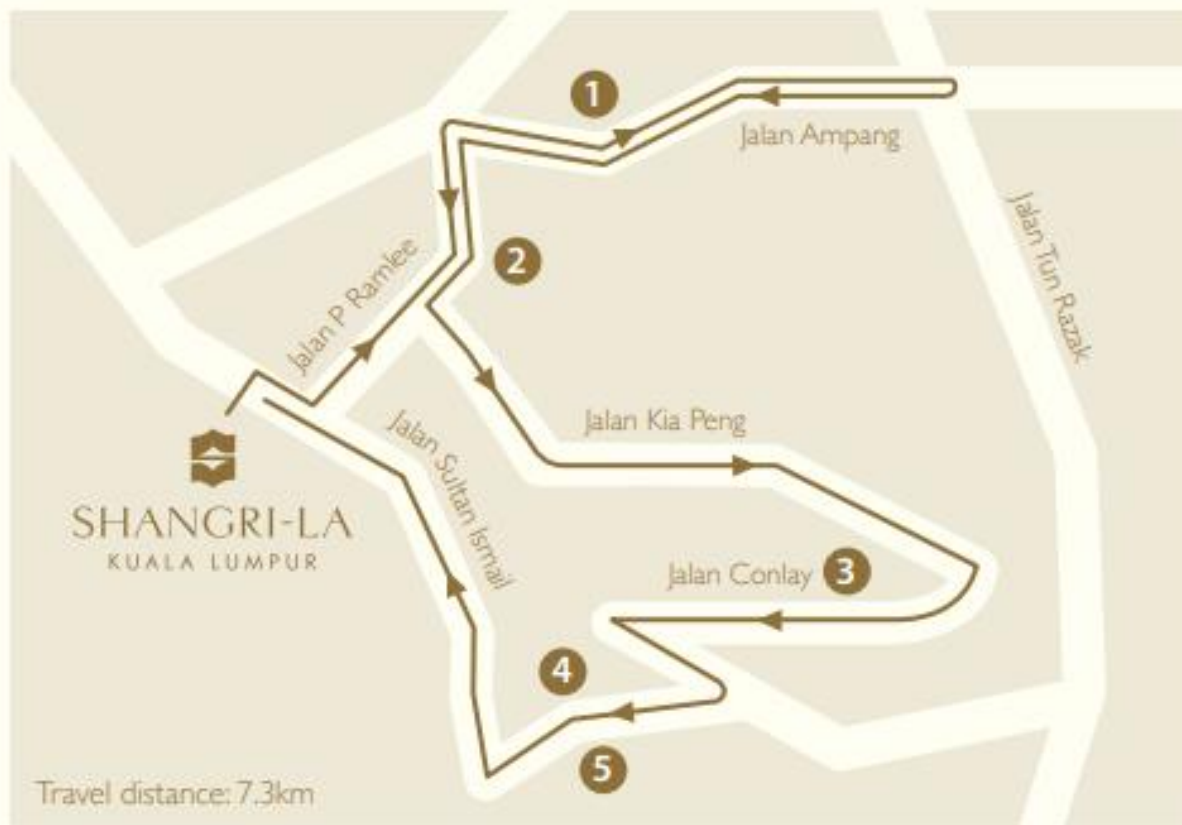 1
Jalan Ampang
Jalan Tun Razak
2
Jalan P Ramlee
Jalan Kia Peng
Jalan Sultan Ismail
SHANGRI-LA
KUALA LUMPUR
Jalan Conlay 3
4
5
Travel distance: 7.3km